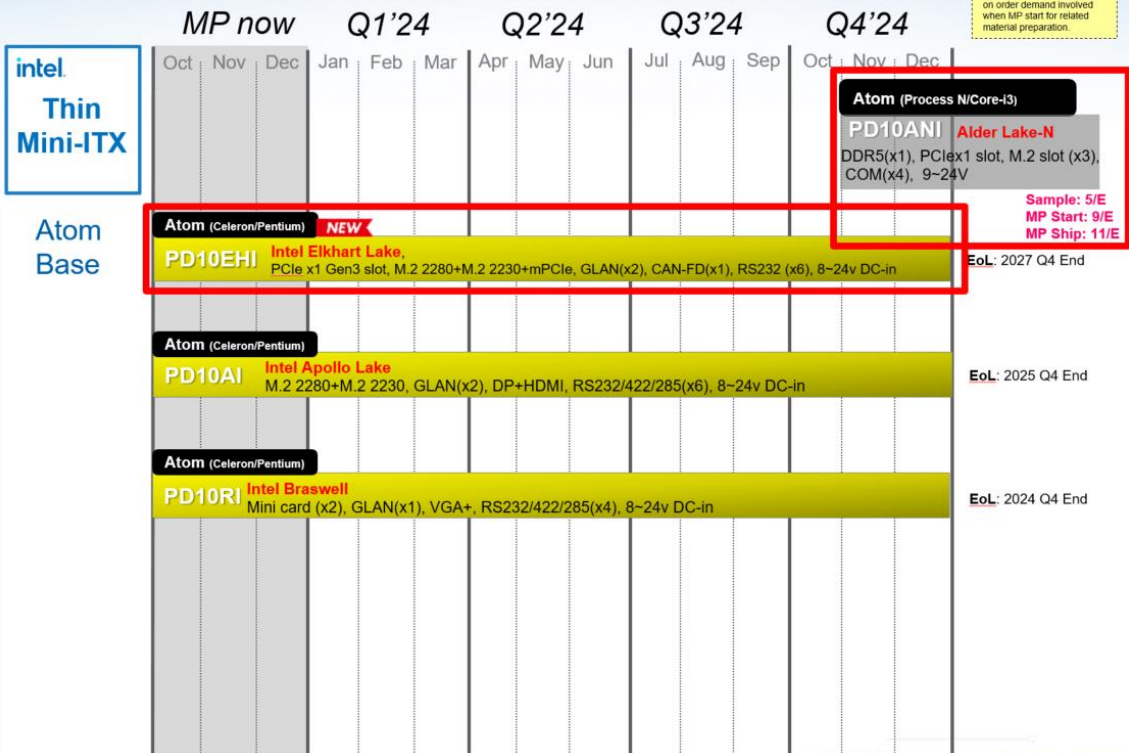 on order demand involved
when MP start for related
material preparation.
MP now Q1'24 Q2'24 Q3'24 Q4'24
Oct Nov Dec Jan Feb Mar Apr May Jun Jul Aug Sep Oct Nov Dec
intel.
Thin
Mini-ITX
Atom (Process N/Core-i3)
PD10ANI Alder Lake-N
DDR5(x1), PCIex1 slot, M.2 slot (x3),
COM(x4), 9~24V
Sample: 5/E
MP Start: 9/E
MP Ship: 11/E
Atom
Base
Atom (Celeron/Pentium) NEW
PD10EHI Intel Elkhart Lake,
PCIe x1 Gen3 slot, M.2 2280+M.2 2230+mPCIe, GLAN(x2), CAN-FD(x1), RS232 (x6), 8~24v DC-in
EoL: 2027 Q4 End
Atom (Celeron/Pentium)
PD10AI Intel Apollo Lake
M.2 2280+M.2 2230, GLAN(x2), DP+HDMI, RS232/422/285(x6), 8~24v DC-in
EoL: 2025 Q4 End
Atom (Celeron/Pentium)
PD10RI Intel Braswell
Mini card (x2), GLAN(x1), VGA+, RS232/422/285(x4), 8~24v DC-in
EoL: 2024 Q4 End